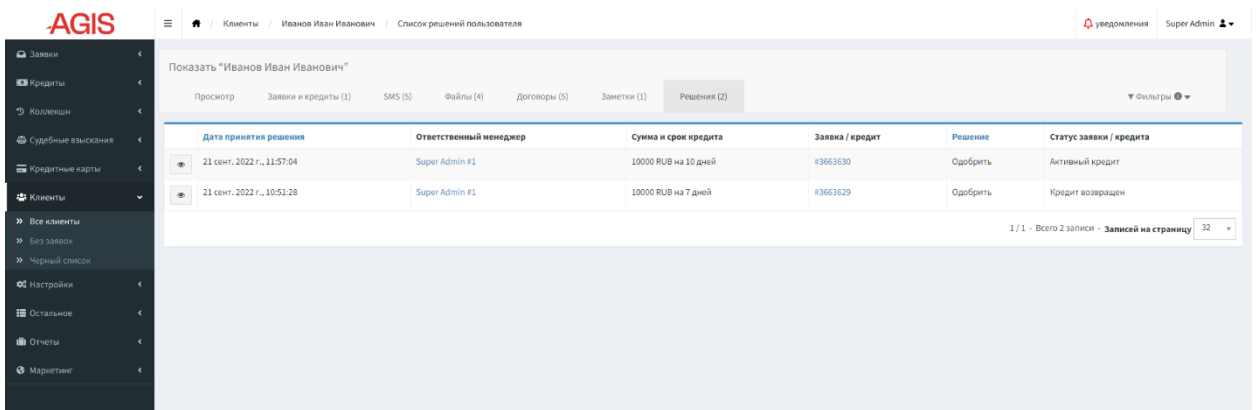 AGIS
Клиенты / Иванов Иван Иванович / Список решений пользователя
уведомления Super Admin
Заявки
Кредиты
Коллекшн
Судебные взыскания
Кредитные карты
Клиенты
Все клиенты
Без заявок
Черный список
Настройки
Остальное
Отчеты
Маркетинг
Показать "Иванов Иван Иванович"
Просмотр Заявки и кредиты (1) SMS (5) Файлы (4) Договоры (5) Заметки (1) Решения (2) Фильтры
Дата принятия решения Ответственный менеджер Сумма и срок кредита Заявка / кредит Решение Статус заявки / кредита
21 сент. 2022 г., 11:57:04 Super Admin #1 10000 RUB на 10 дней #3663630 Одобрить Активный кредит
21 сент. 2022 г., 10:51:28 Super Admin #1 10000 RUB на 7 дней #3663629 Одобрить Кредит возвращен
1 / 1 - Всего 2 записи - Записей на страницу 32